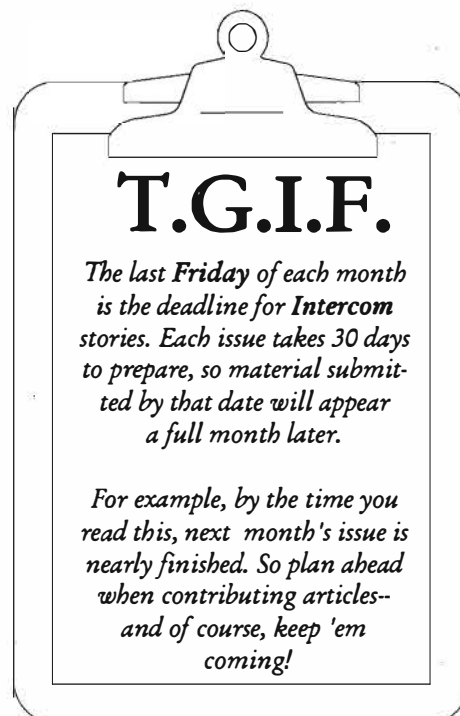 T.G.I.F.
The last Friday of each month
is the deadline for Intercom
stories. Each issue takes 30 days
to prepare, so material submit-
ted by that date will appear
a full month later.
For example, by the time you
read this, next month's issue is
nearly finished. So plan ahead
when contributing articles--
and of course, keep 'em
coming!